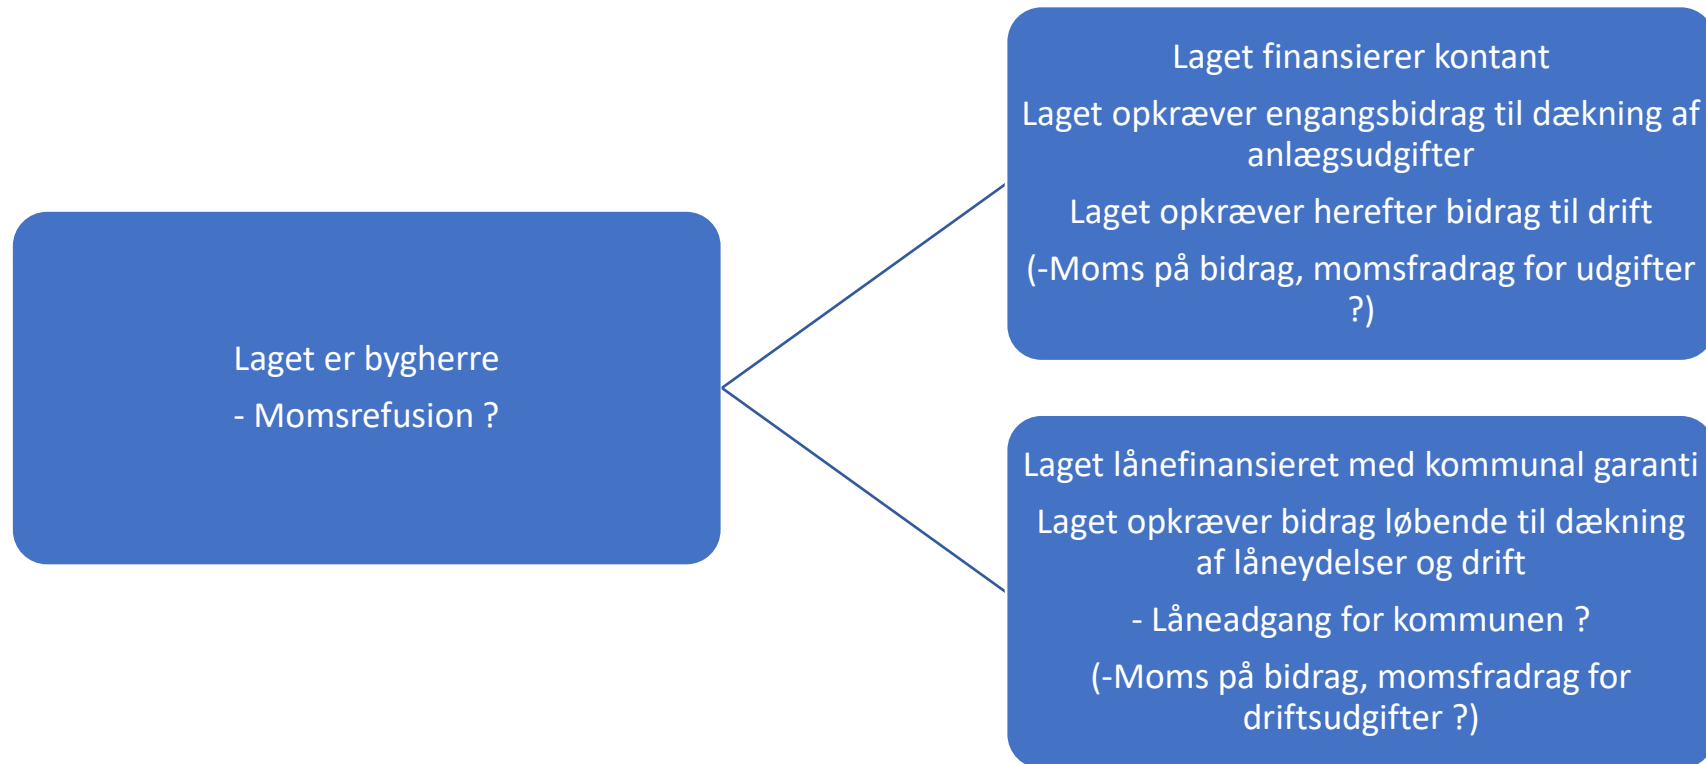 Laget er bygherre
- Momsrefusion ?
Laget finansierer kontant
Laget opkræver engangsbidrag til dækning af
anlægsudgifter
Laget opkræver herefter bidrag til drift
(-Moms på bidrag, momsfradrag for udgifter
?)
Laget lånefinansieret med kommunal garanti
Laget opkræver bidrag løbende til dækning
af låneydelser og drift
- Låneadgang for kommunen ?
(-Moms på bidrag, momsfradrag for
driftsudgifter ?)